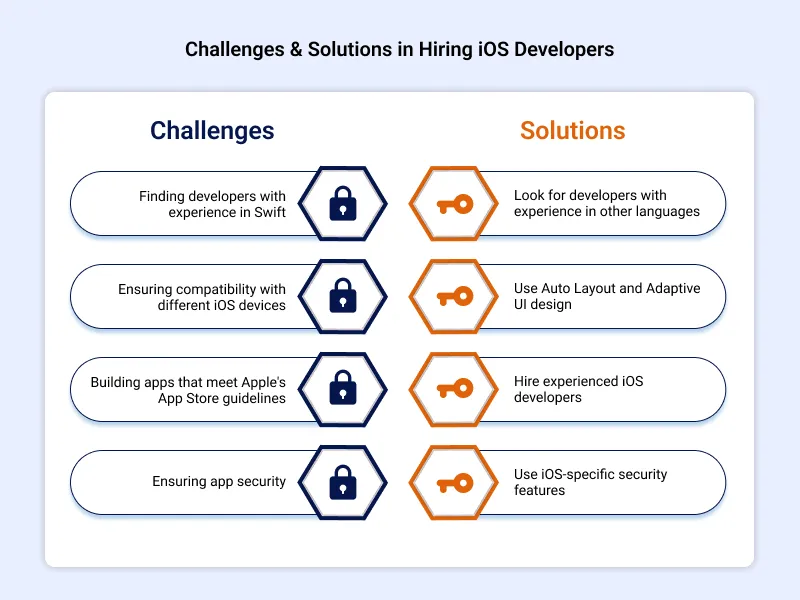 Challenges & Solutions in Hiring iOS Developers
Challenges
Solutions
Finding developers with
experience in Swift
Look for developers with
experience in other languages
Ensuring compatibility with
different iOS devices
Use Auto Layout and Adaptive
UI design
Building apps that meet Apple's
App Store guidelines
Hire experienced iOS
developers
Ensuring app security
Use iOS-specific security
features